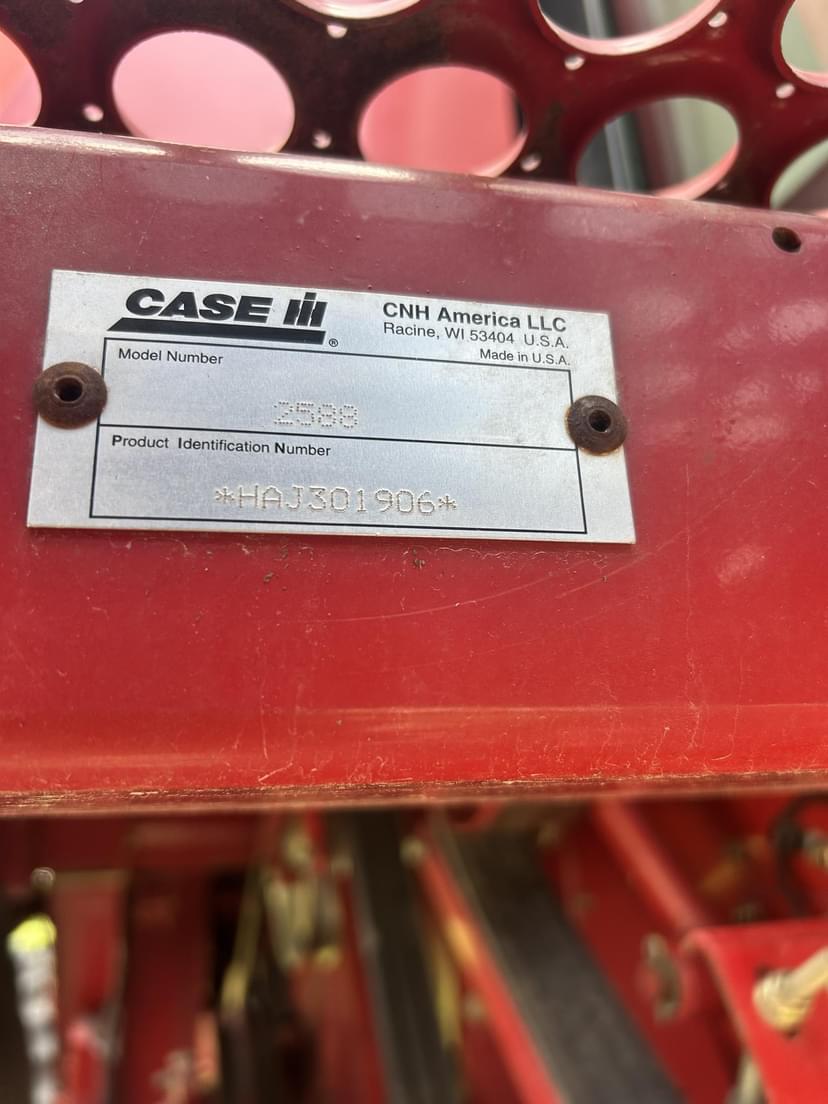 CASE IH ®
CNH America LLC
Racine, WI 53404 U.S.A.
Made in U.S.A.
Model Number
2588
Product Identification Number
*HAJ301906*